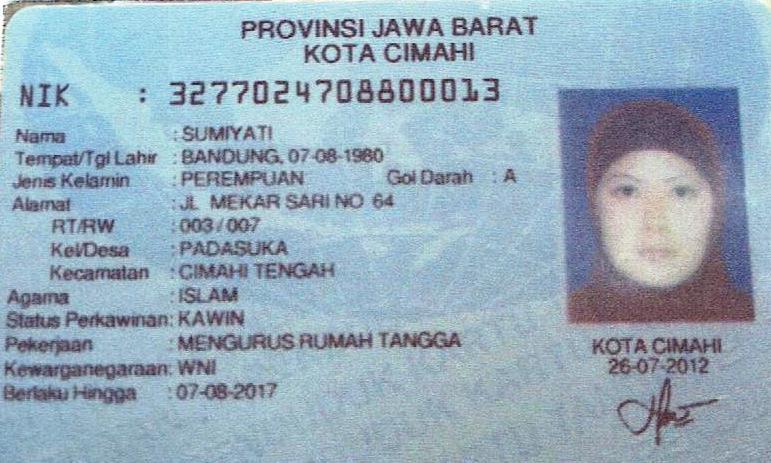 PROVINSI JAWA BARAT
KOTA CIMAHI
NIK : 3277024708800013
Nama : SUMIYATI
Tempat/Tgl Lahir : BANDUNG, 07-08-1980
Jenis Kelamin : PEREMPUAN Gol Darah : A
Alamat : JL MEKAR SARI NO 64
RT/RW : 003 / 007
Kel/Desa : PADASUKA
Kecamatan : CIMAHI TENGAH
Agama : ISLAM
Status Perkawinan: KAWIN
Pekerjaan : MENGURUS RUMAH TANGGA
Kewarganegaraan: WNI
Berlaku Hingga : 07-08-2017
KOTA CIMAHI
26-07-2012